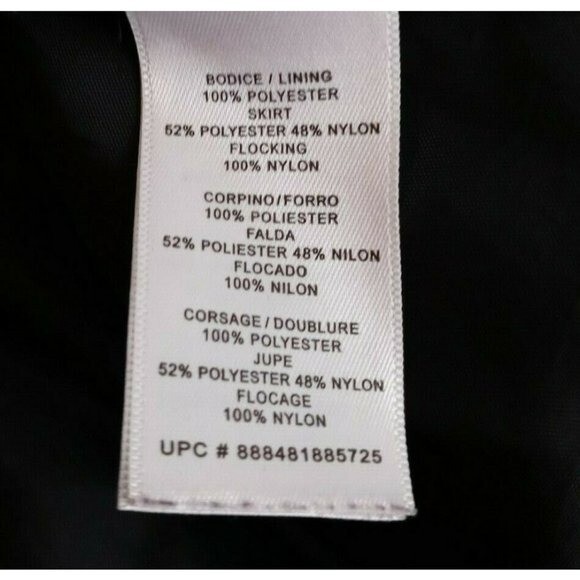 BODICE / LINING
100% POLYESTER
SKIRT
52% POLYESTER 48% NYLON
FLOCKING
100% NYLON
CORPINO/FORRO
100% POLIESTER
FALDA
52% POLIESTER 48% NILON
FLOCADO
100% NILON
CORSAGE / DOUBLURE
100% POLYESTER
JUPE
52% POLYESTER 48% NYLON
FLOCAGE
100% NYLON
UPC # 888481885725